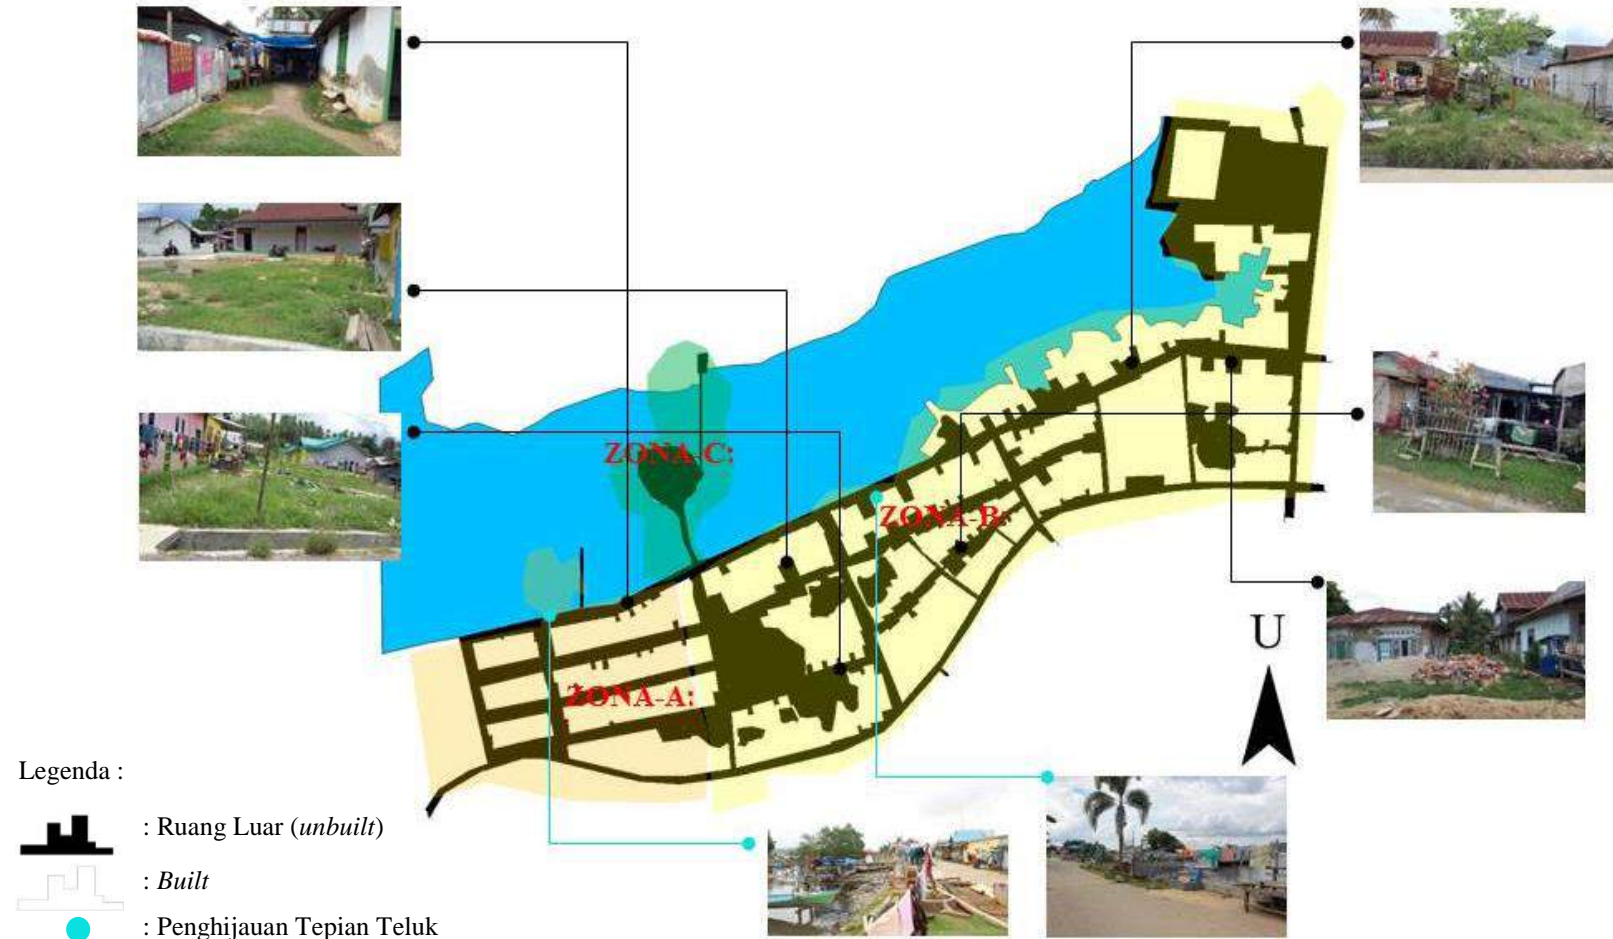 ZONA-C:
ZONA-B:
U
ZONA-A:
Legenda :
: Ruang Luar (unbuilt)
: Built
: Penghijauan Tepian Teluk